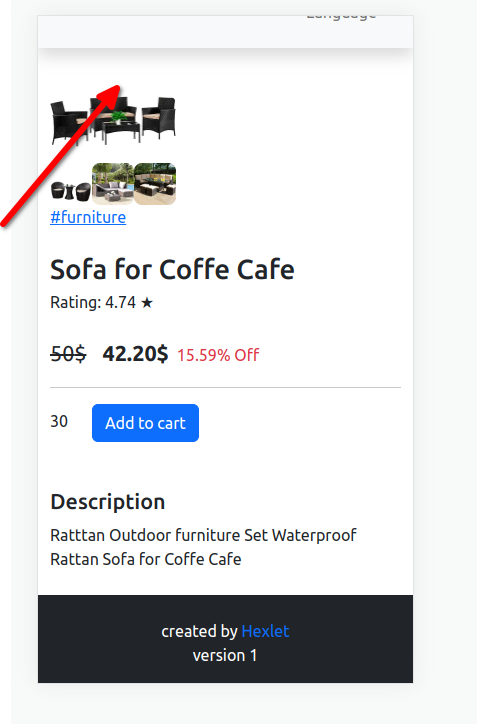 Language
#furniture
Sofa for Coffe Cafe
Rating: 4.74 ★
50$ 42.20$ 15.59% Off
30 Add to cart
Description
Ratttan Outdoor furniture Set Waterproof
Rattan Sofa for Coffe Cafe
created by Hexlet
version 1